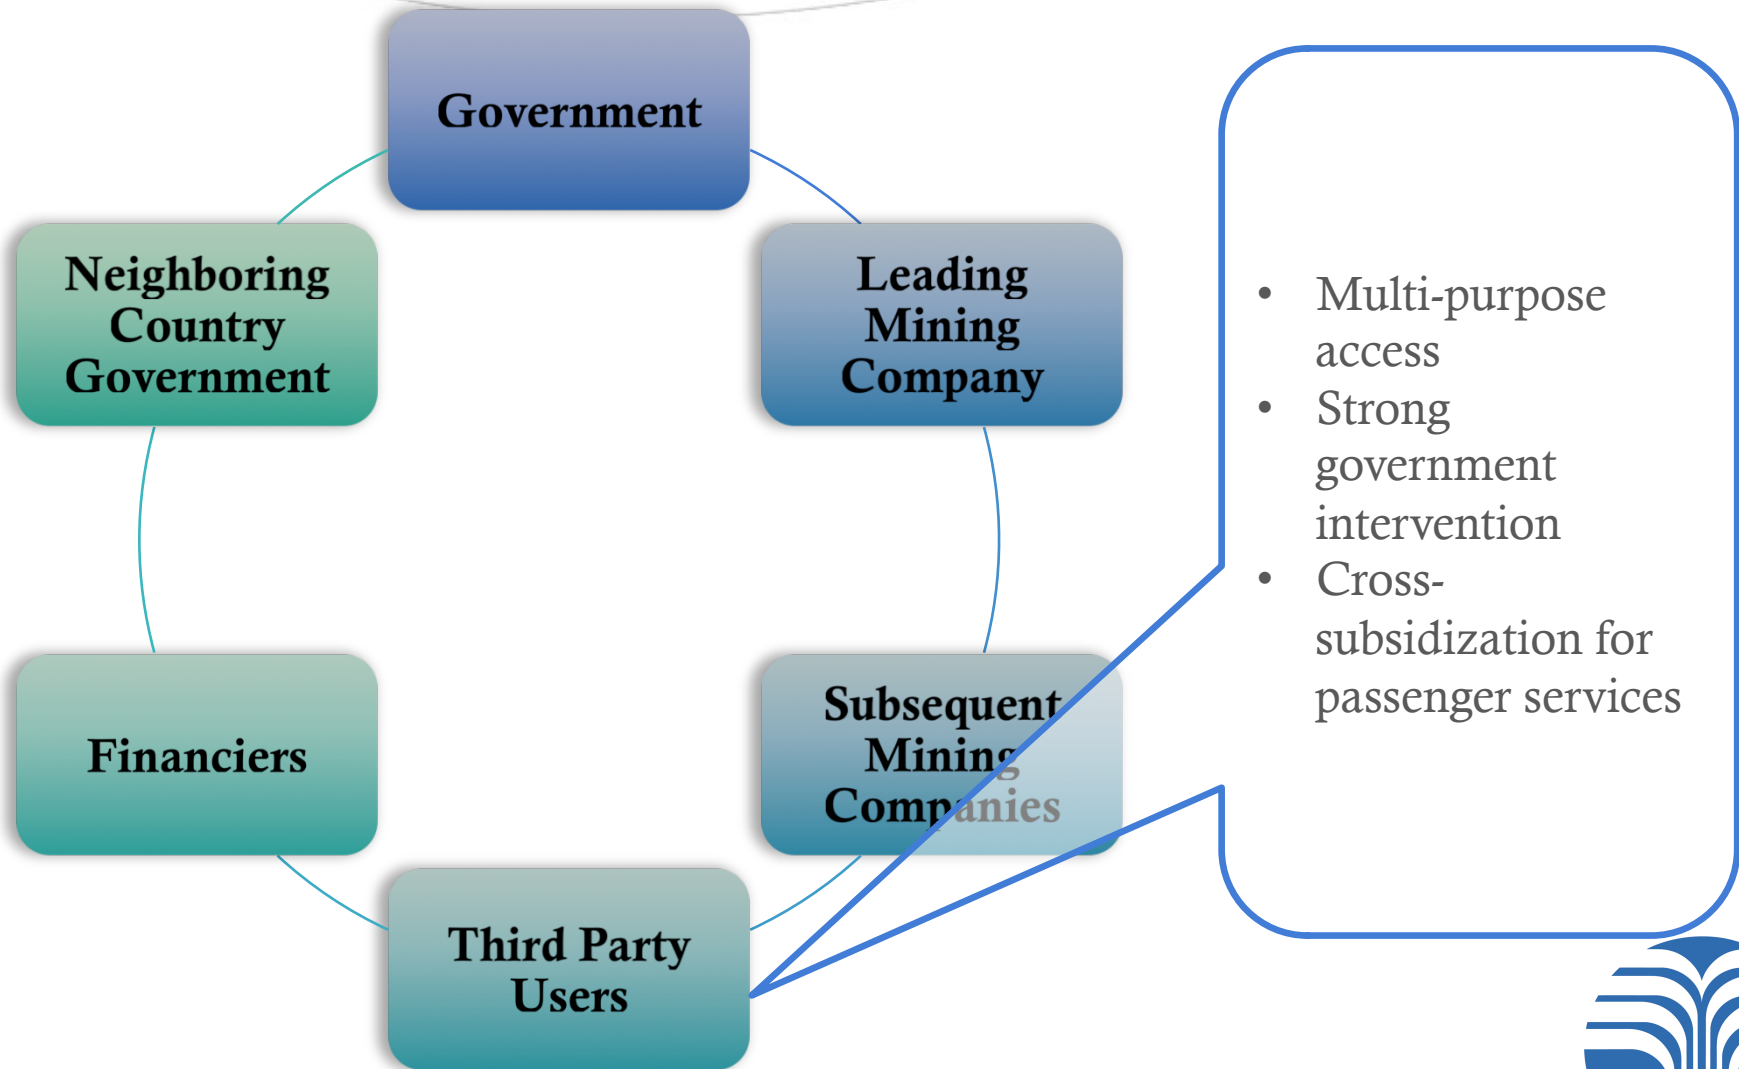 Government
Neighboring
Country
Government
Leading
Mining
Company
Financiers
Subsequent
Mining
Companies
Third Party
Users
• Multi-purpose
access
• Strong
government
intervention
• Cross-
subsidization for
passenger services